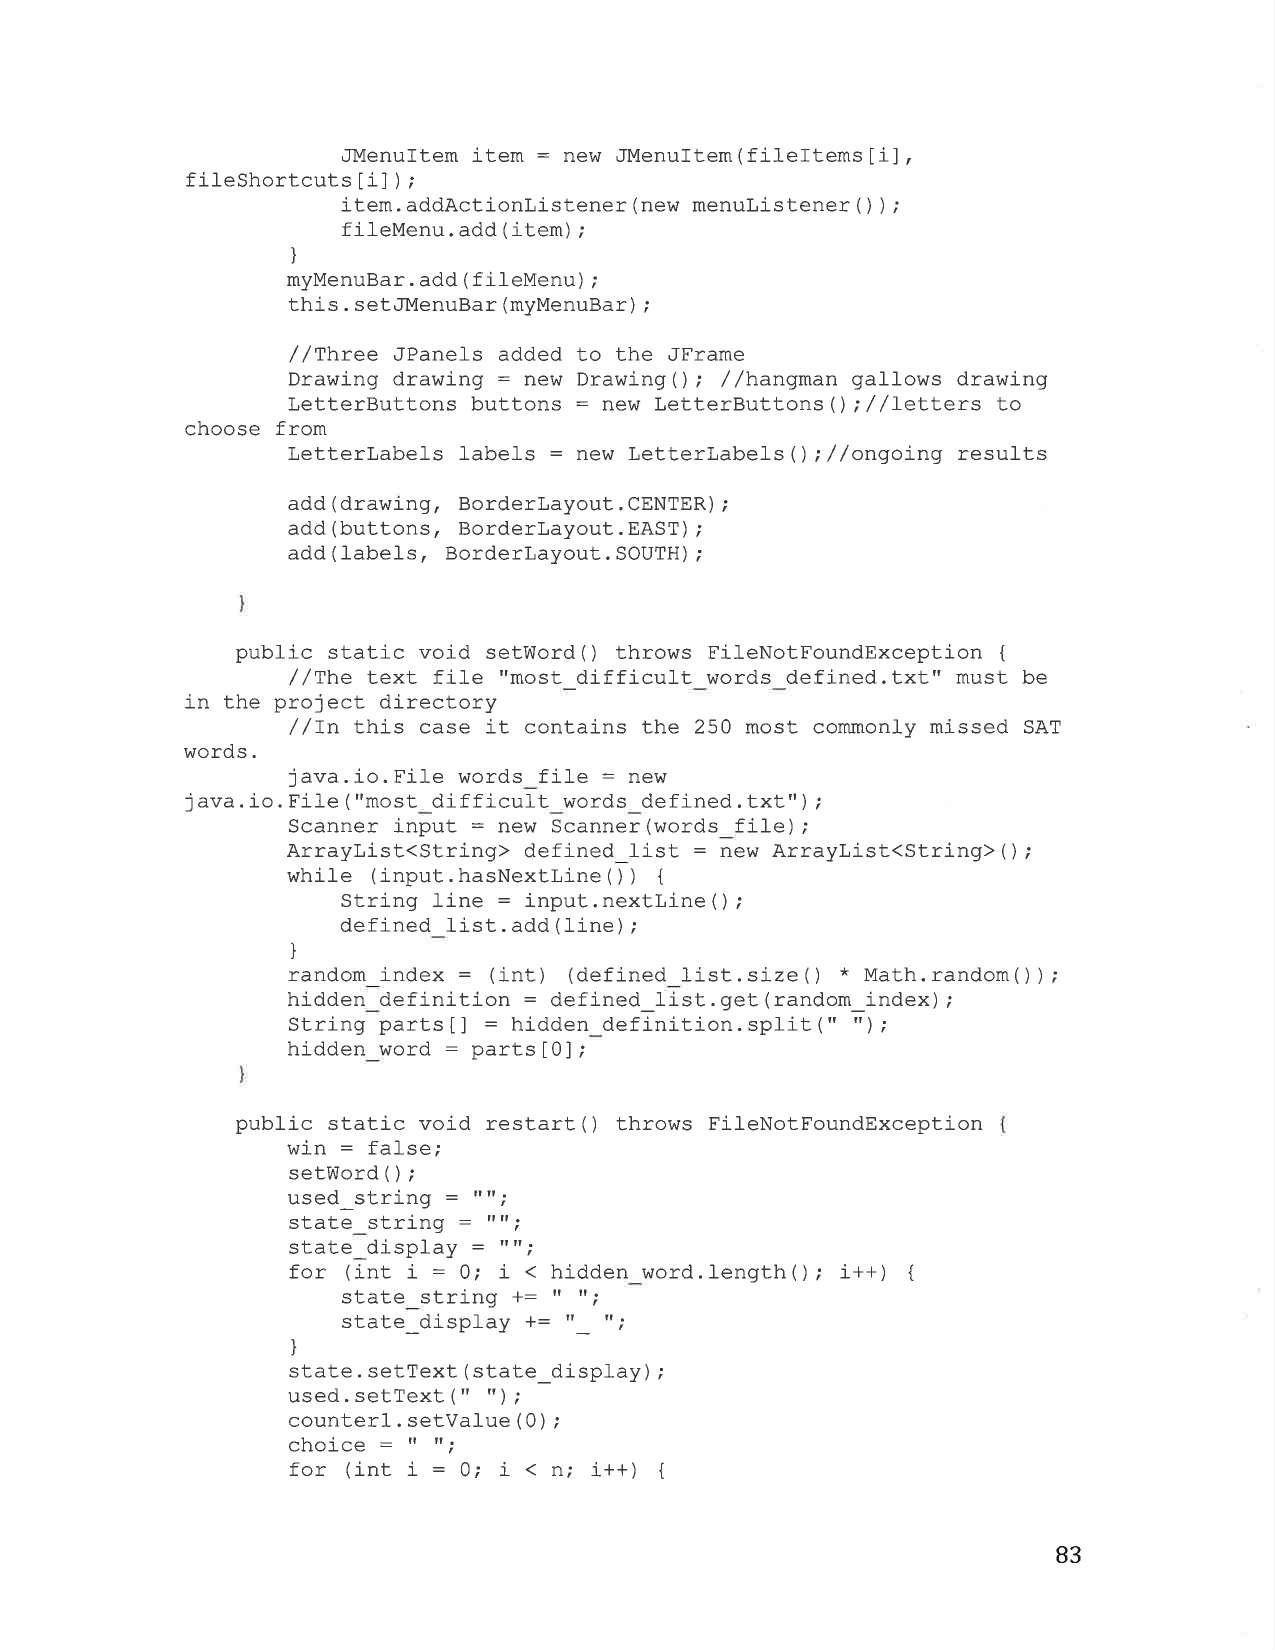 JMenuItem item = new JMenuItem(fileItems[i],
fileShortcuts[i]);
item.addActionListener(new menuListener());
fileMenu.add(item);
}
myMenuBar.add(fileMenu);
this.setJMenuBar(myMenuBar);
//Three JPanels added to the JFrame
Drawing drawing = new Drawing(); //hangman gallows drawing
LetterButtons buttons = new LetterButtons();//letters to
choose from
LetterLabels labels = new LetterLabels();//ongoing results
add(drawing, BorderLayout.CENTER);
add(buttons, BorderLayout.EAST);
add(labels, BorderLayout.SOUTH);
}
public static void setWord() throws FileNotFoundException {
//The text file "most_difficult_words_defined.txt" must be
in the project directory
//In this case it contains the 250 most commonly missed SAT
words.
java.io.File words_file = new
java.io.File("most_difficult_words_defined.txt");
Scanner input = new Scanner(words_file);
ArrayList<String> defined_list = new ArrayList<String>();
while (input.hasNextLine()) {
String line = input.nextLine();
defined_list.add(line);
}
random_index = (int) (defined_list.size() * Math.random());
hidden_definition = defined_list.get(random_index);
String parts[] = hidden_definition.split(" ");
hidden_word = parts[0];
}
public static void restart() throws FileNotFoundException {
win = false;
setWord();
used_string = "";
state_string = "";
state_display = "";
for (int i = 0; i < hidden_word.length(); i++) {
state_string += " ";
state_display += "_ ";
}
state.setText(state_display);
used.setText(" ");
counter1.setValue(0);
choice = " ";
for (int i = 0; i < n; i++) {
83